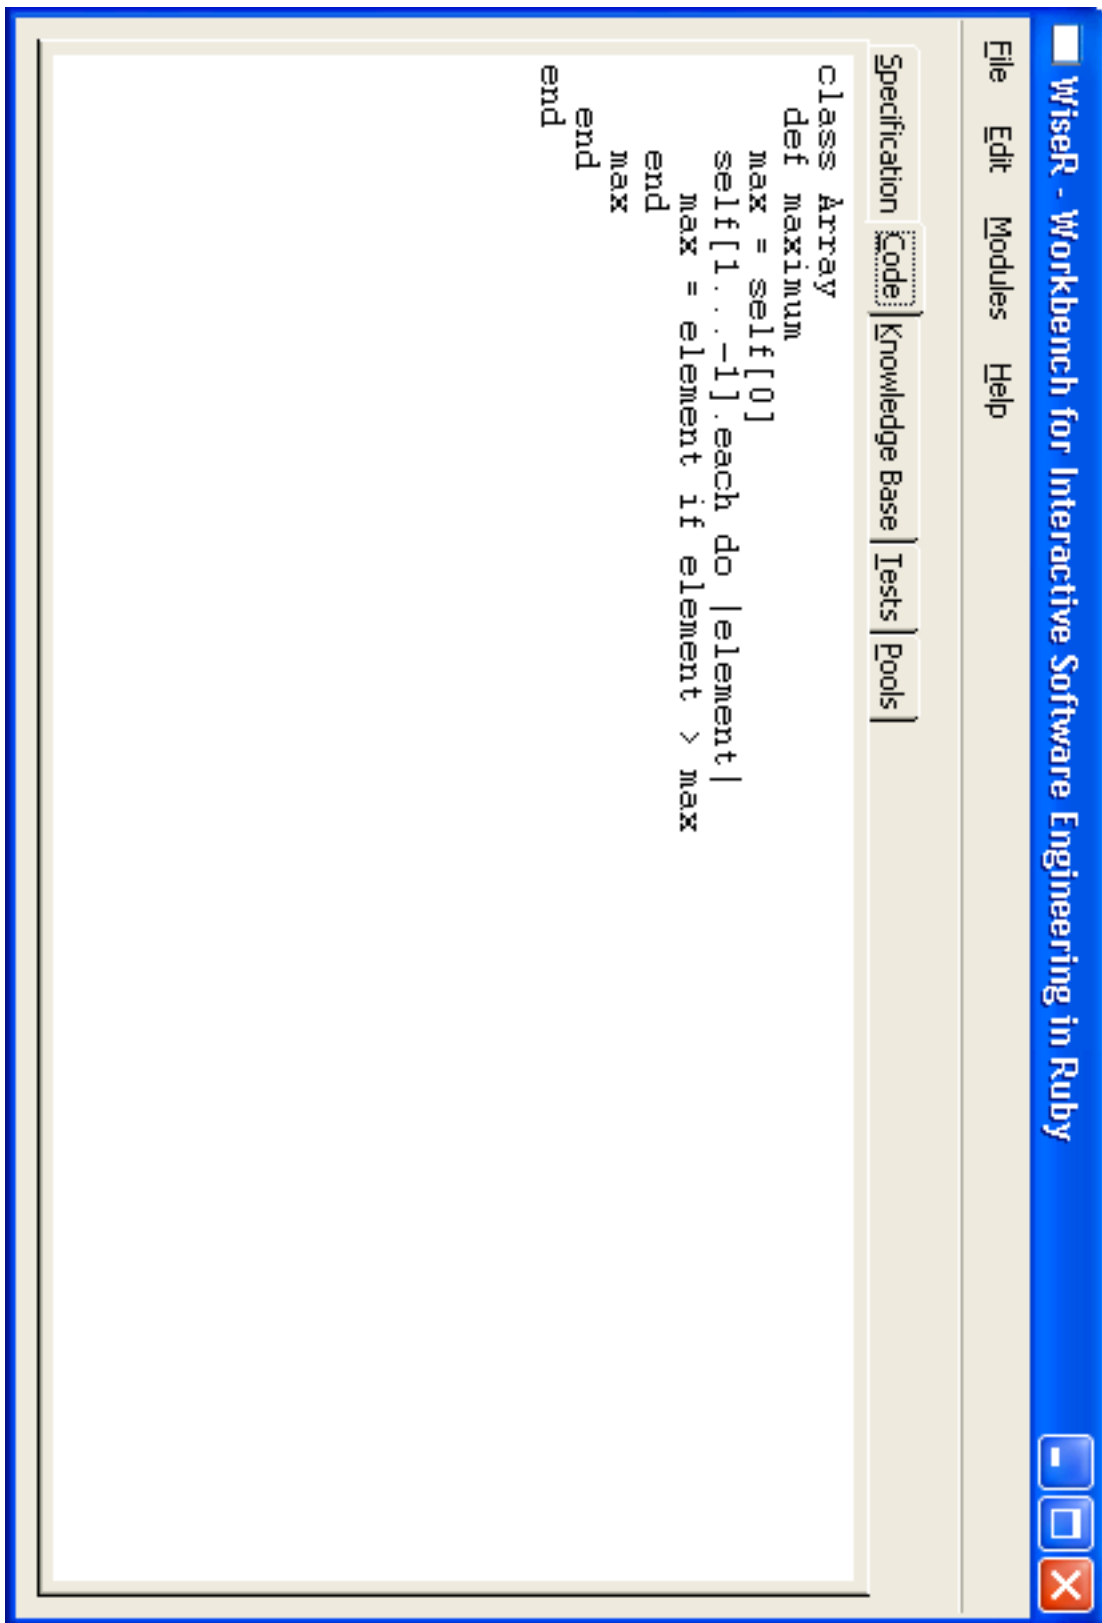 WiseR - Workbench for Interactive Software Engineering in Ruby
File Edit Modules Help
Specification Code Knowledge Base Tests Pools
class Array
  def maximum
    max = self[0]
    self[1...-1].each do |element|
      max = element if element > max
    end
    max
  end
end